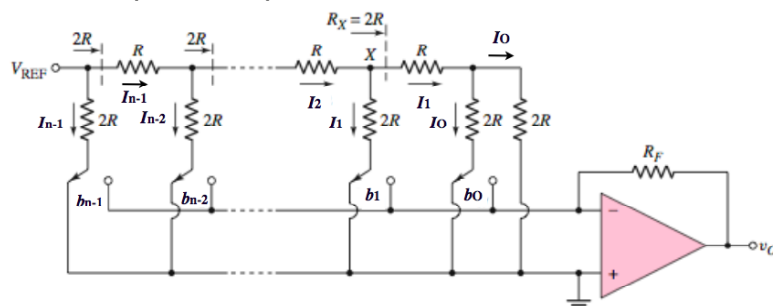 R_X = 2R
2R R 2R R X R I_O
V_REF
I_n-1 I_2 I_1
I_n-1 2R I_n-2 2R I_1 2R I_O 2R 2R
R_F
b_n-1 b_n-2 b_1 b_O
−
+
v_O